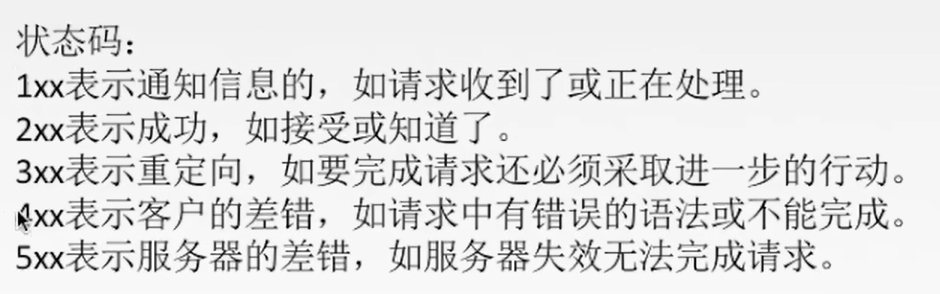 状态码：
1xx表示通知信息的，如请求收到了或正在处理。
2xx表示成功，如接受或知道了。
3xx表示重定向，如要完成请求还必须采取进一步的行动。
4xx表示客户的差错，如请求中有错误的语法或不能完成。
5xx表示服务器的差错，如服务器失效无法完成请求。